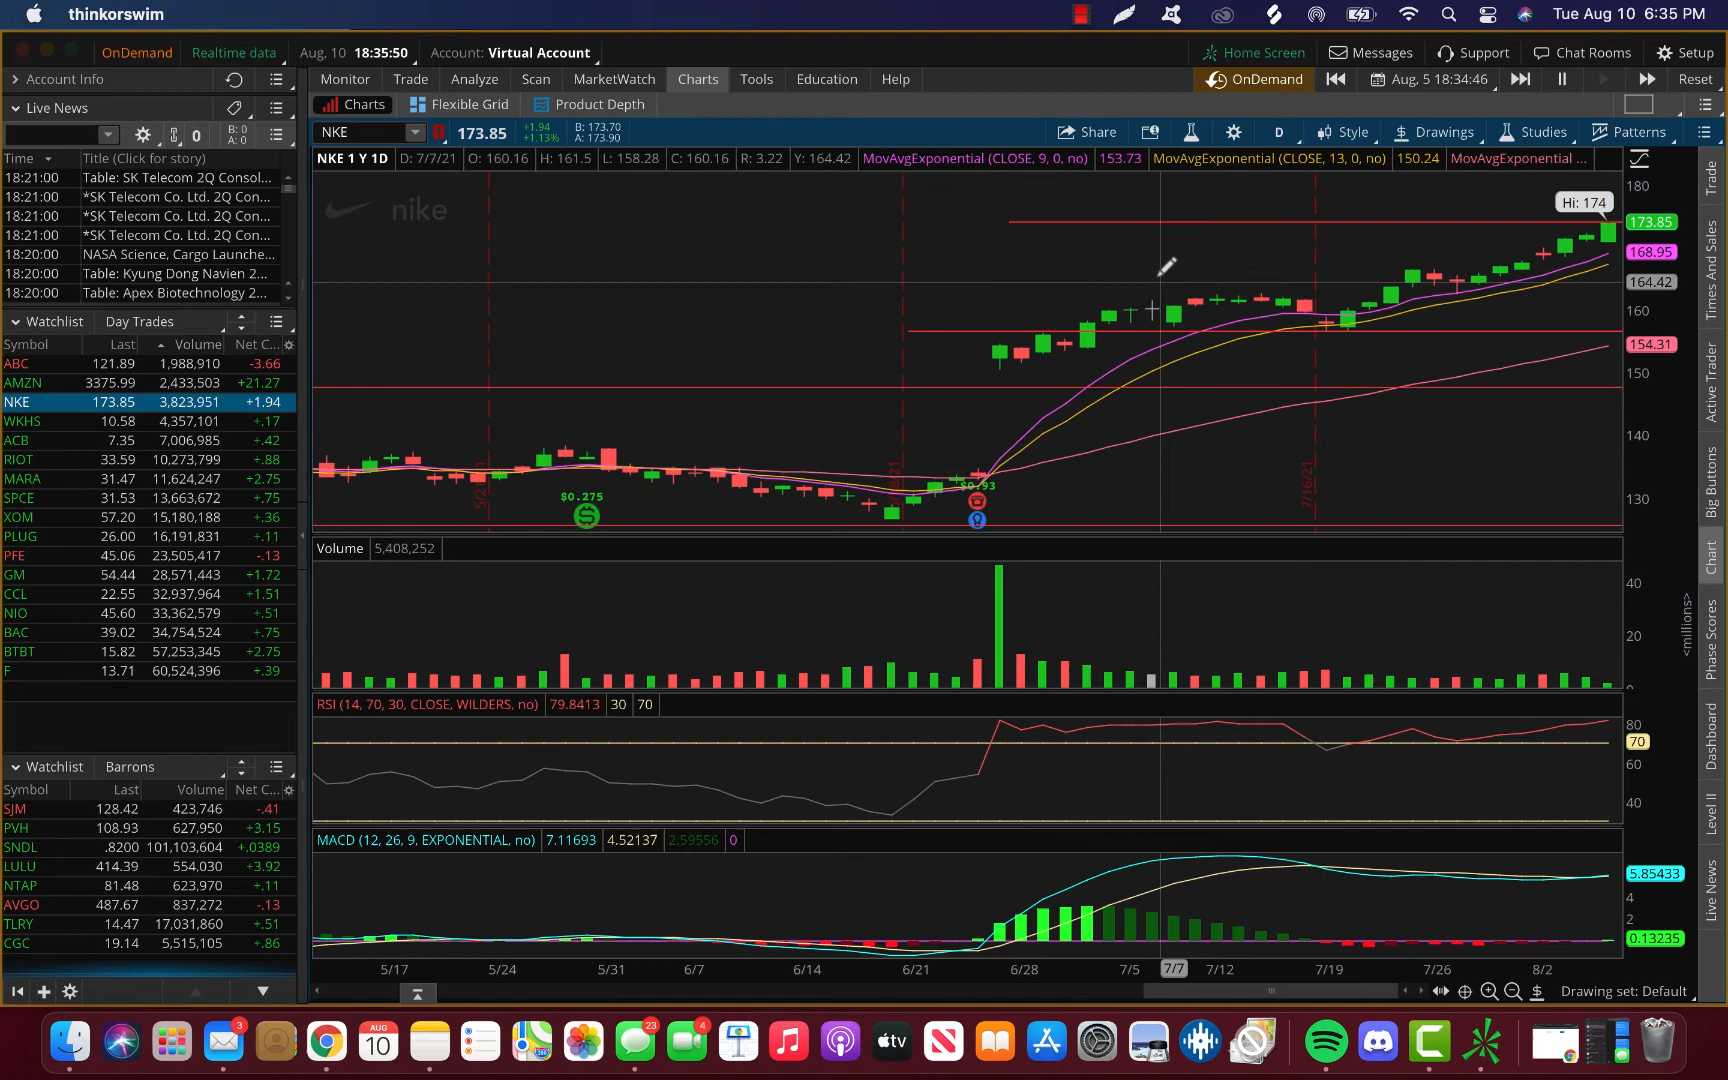 thinkorswim
Tue Aug 10 6:35 PM
OnDemand Realtime data Aug, 10 18:35:50 Account: Virtual Account
Home Screen Messages Support Chat Rooms Setup
Account Info
Monitor Trade Analyze Scan MarketWatch Charts Tools Education Help
OnDemand Aug, 5 18:34:46 Reset
Live News
Charts Flexible Grid Product Depth
0 B: 0
A: 0
NKE 173.85 +1.94
+1.13% B: 173.70
A: 173.90
Share D Style Drawings Studies Patterns
Time Title (Click for story)
18:21:00 Table: SK Telecom 2Q Consol...
18:21:00 *SK Telecom Co. Ltd. 2Q Con...
18:21:00 *SK Telecom Co. Ltd. 2Q Con...
18:21:00 *SK Telecom Co. Ltd. 2Q Con...
18:20:00 NASA Science, Cargo Launche...
18:20:00 Table: Kyung Dong Navien 2...
18:20:00 Table: Apex Biotechnology 2...
NKE 1 Y 1D D: 7/7/21 O: 160.16 H: 161.5 L: 158.28 C: 160.16 R: 3.22 Y: 164.42 MovAvgExponential (CLOSE, 9, 0, no) 153.73 MovAvgExponential (CLOSE, 13, 0, no) 150.24 MovAvgExponential ...
nike
Hi: 174
180
173.85
168.95
164.42
160
154.31
150
140
130
$0.275
$0.93
7/16/21
Watchlist Day Trades
Symbol Last Volume Net C...
ABC 121.89 1,988,910 -3.66
AMZN 3375.99 2,433,503 +21.27
NKE 173.85 3,823,951 +1.94
WKHS 10.58 4,357,101 +.17
ACB 7.35 7,006,985 +.42
RIOT 33.59 10,273,799 +.88
MARA 31.47 11,624,247 +2.75
SPCE 31.53 13,663,672 +.75
XOM 57.20 15,180,188 +.36
PLUG 26.00 16,191,831 +.11
PFE 45.06 23,505,417 -.13
GM 54.44 28,571,443 +1.72
CCL 22.55 32,937,964 +1.51
NIO 45.60 33,362,579 +.51
BAC 39.02 34,754,524 +.75
BTBT 15.82 57,253,345 +2.75
F 13.71 60,524,396 +.39
Volume 5,408,252
40
20
0
<millions>
RSI (14, 70, 30, CLOSE, WILDERS, no) 79.8413 30 70
80
70
60
40
Watchlist Barrons
Symbol Last Volume Net C...
SJM 128.42 423,746 -.41
PVH 108.93 627,950 +3.15
SNDL .8200 101,103,604 +.0389
LULU 414.39 554,030 +3.92
NTAP 81.48 623,970 +.11
AVGO 487.67 837,272 -.13
TLRY 14.47 17,031,860 +.51
CGC 19.14 5,515,105 +.86
MACD (12, 26, 9, EXPONENTIAL, no) 7.11693 4.52137 2.59556 0
5.85433
4
2
0.13235
5/17 5/24 5/31 6/7 6/14 6/21 6/28 7/5 7/7 7/12 7/19 7/26 8/2
Drawing set: Default
Trade
Times And Sales
Active Trader
Big Buttons
Chart
Phase Scores
Dashboard
Level II
Live News
3
AUG
10
23
4
tv